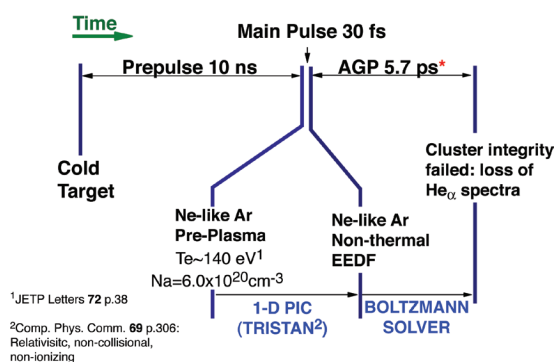 Time
Main Pulse 30 fs
Prepulse 10 ns
AGP 5.7 ps*
Cold
Target
Cluster integrity
failed: loss of
Heα spectra
Ne-like Ar
Pre-Plasma
Te~140 eV¹
Na=6.0x10²⁰cm⁻³
Ne-like Ar
Non-thermal
EEDF
¹JETP Letters 72 p.38
1-D PIC
(TRISTAN²)
BOLTZMANN
SOLVER
²Comp. Phys. Comm. 69 p.306:
Relativisitc, non-collisional,
non-ionizing